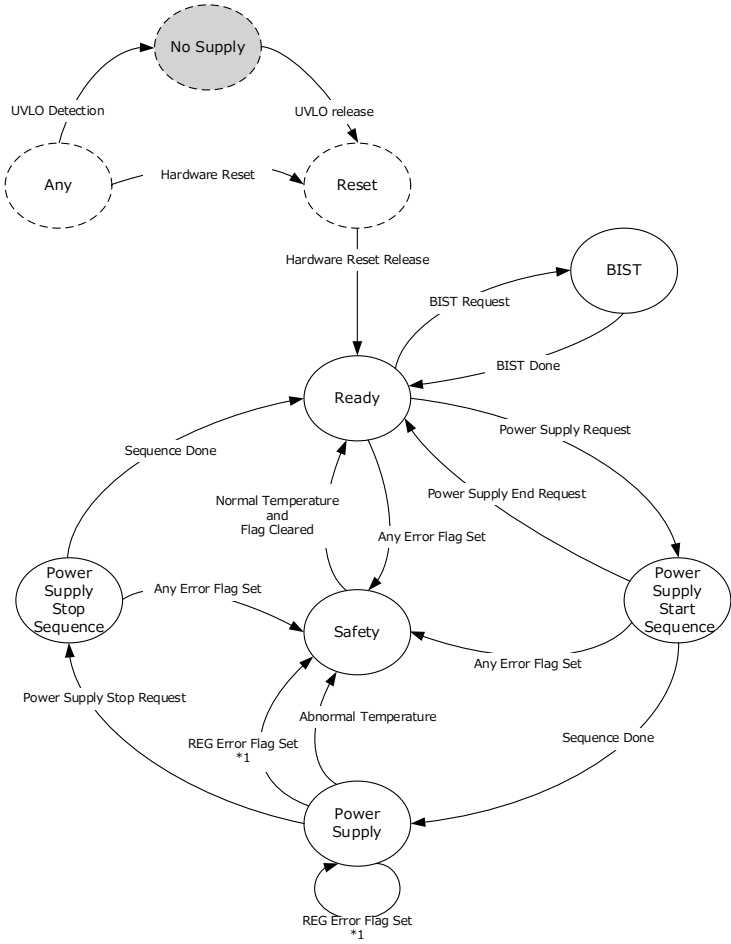 No Supply
UVLO Detection
UVLO release
Any
Hardware Reset
Reset
Hardware Reset Release
BIST
BIST Request
BIST Done
Ready
Power Supply Request
Sequence Done
Power Supply End Request
Normal Temperature
and
Flag Cleared
Any Error Flag Set
Power
Supply
Stop
Sequence
Any Error Flag Set
Power
Supply
Start
Sequence
Safety
Any Error Flag Set
Power Supply Stop Request
Abnormal Temperature
REG Error Flag Set
*1
Sequence Done
Power
Supply
REG Error Flag Set
*1